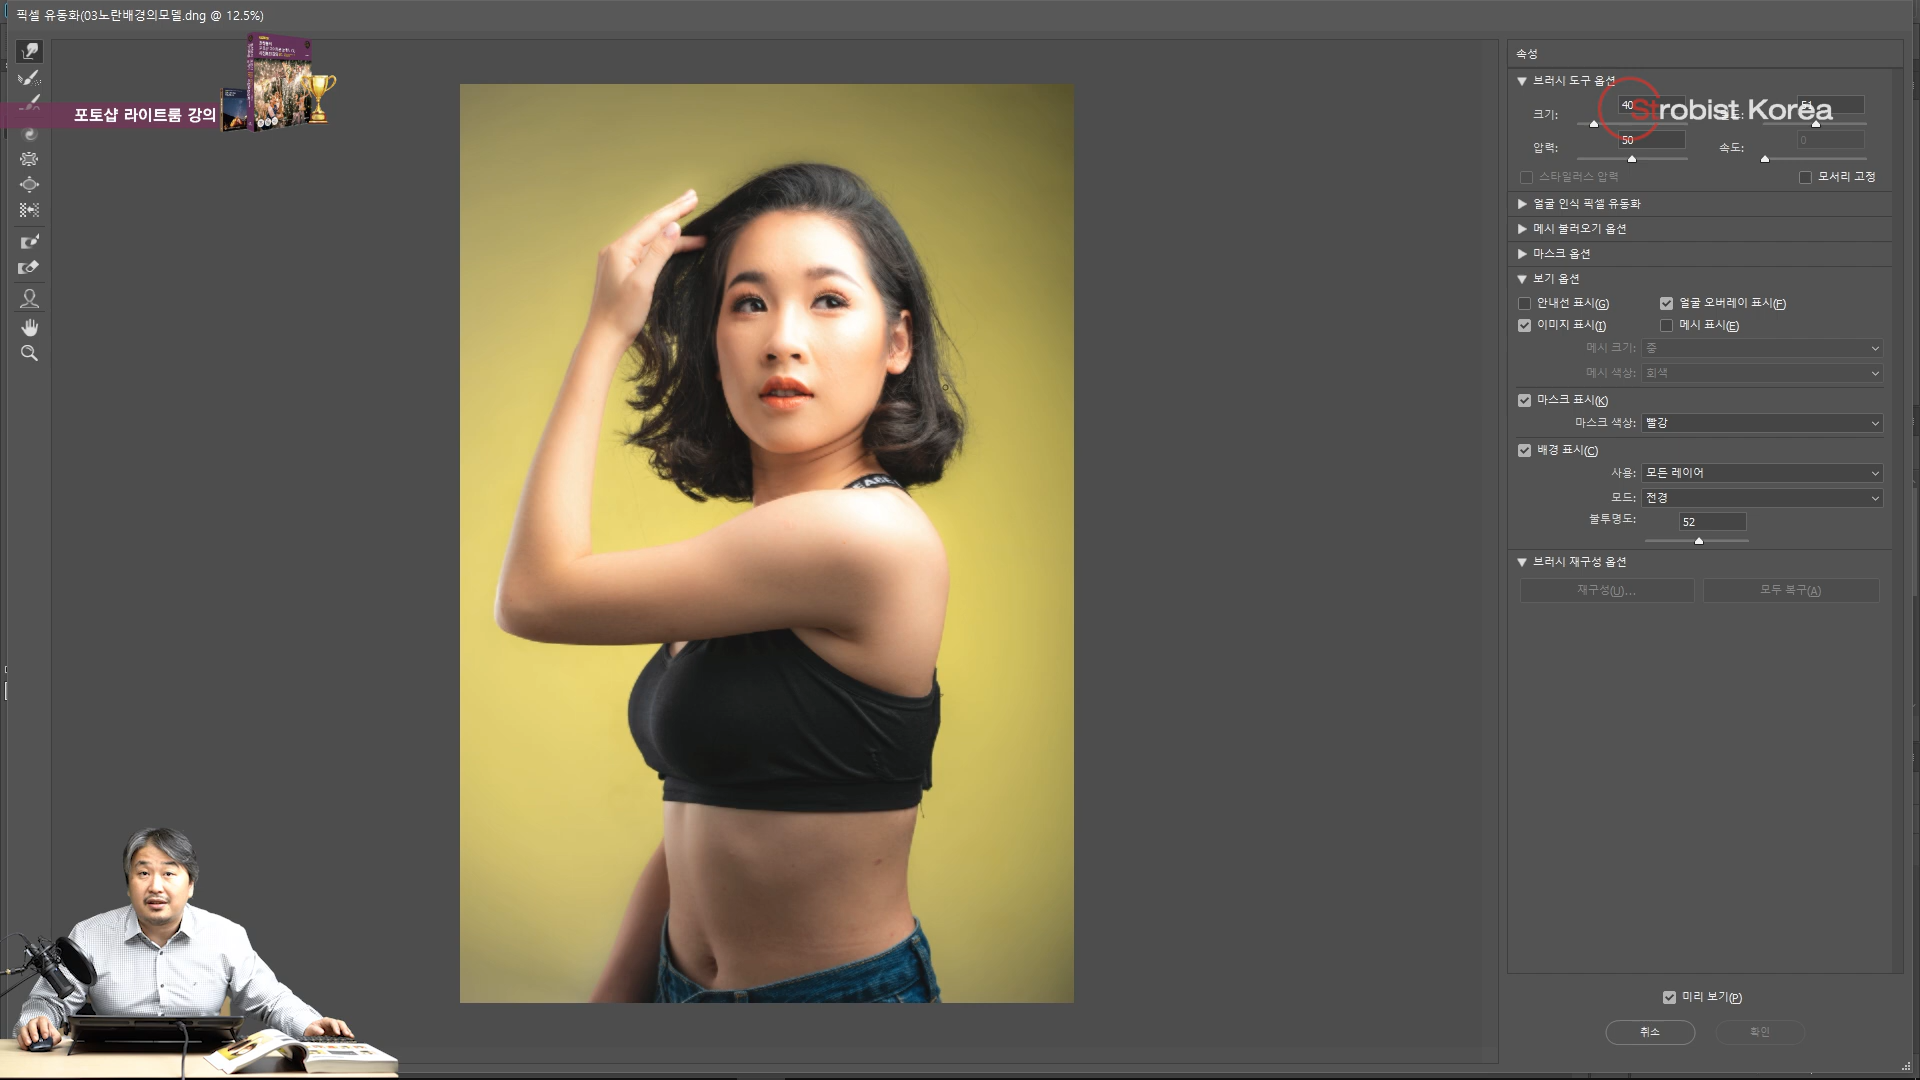 픽셀 유동화(03노란배경의모델.dng @ 12.5%)
포토샵 라이트룸 강의
Strobist Korea
속성
브러시 도구 옵션
크기: 40
압력: 50 속도: 0
스타일러스 압력 모서리 고정
얼굴 인식 픽셀 유동화
메시 불러오기 옵션
마스크 옵션
보기 옵션
안내선 표시(G) 얼굴 오버레이 표시(F)
이미지 표시(I) 메시 표시(E)
메시 크기: 중
메시 색상: 회색
마스크 표시(K)
마스크 색상: 빨강
배경 표시(C)
사용: 모든 레이어
모드: 전경
불투명도: 52
브러시 재구성 옵션
재구성(U)... 모두 복구(A)
미리 보기(P)
취소 확인